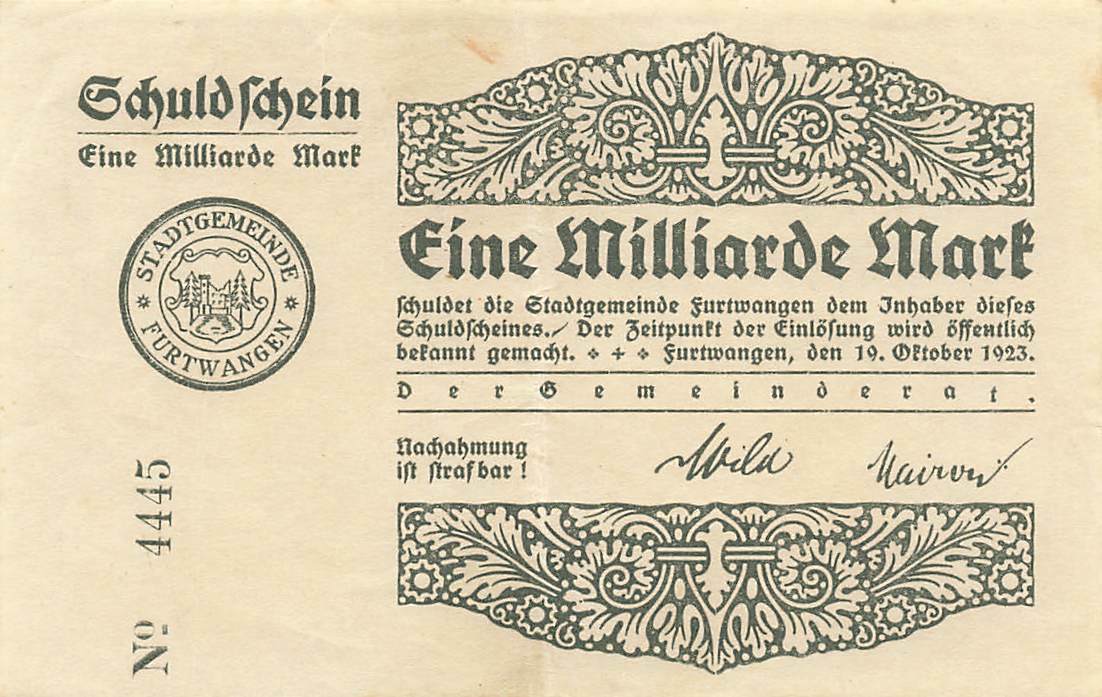 Schuldschein
Eine Milliarde Mark
STADTGEMEINDE
FURTWANGEN
No 4445
Eine Milliarde Mark
schuldet die Stadtgemeinde Furtwangen dem Inhaber dieses
Schuldscheines. Der Zeitpunkt der Einlösung wird öffentlich
bekannt gemacht. Furtwangen, den 19. Oktober 1923.
Der Gemeinderat.
Nachahmung
ist strafbar!
Wild